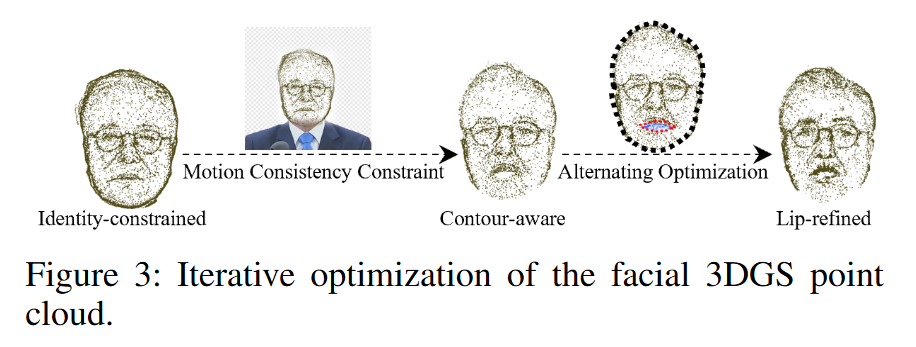 Motion Consistency Constraint
Alternating Optimization
Identity-constrained
Contour-aware
Lip-refined
Figure 3: Iterative optimization of the facial 3DGS point
cloud.